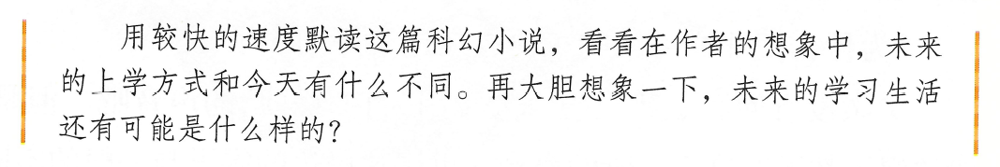 用较快的速度默读这篇科幻小说，看看在作者的想象中，未来
的上学方式和今天有什么不同。再大胆想象一下，未来的学习生活
还有可能是什么样的？